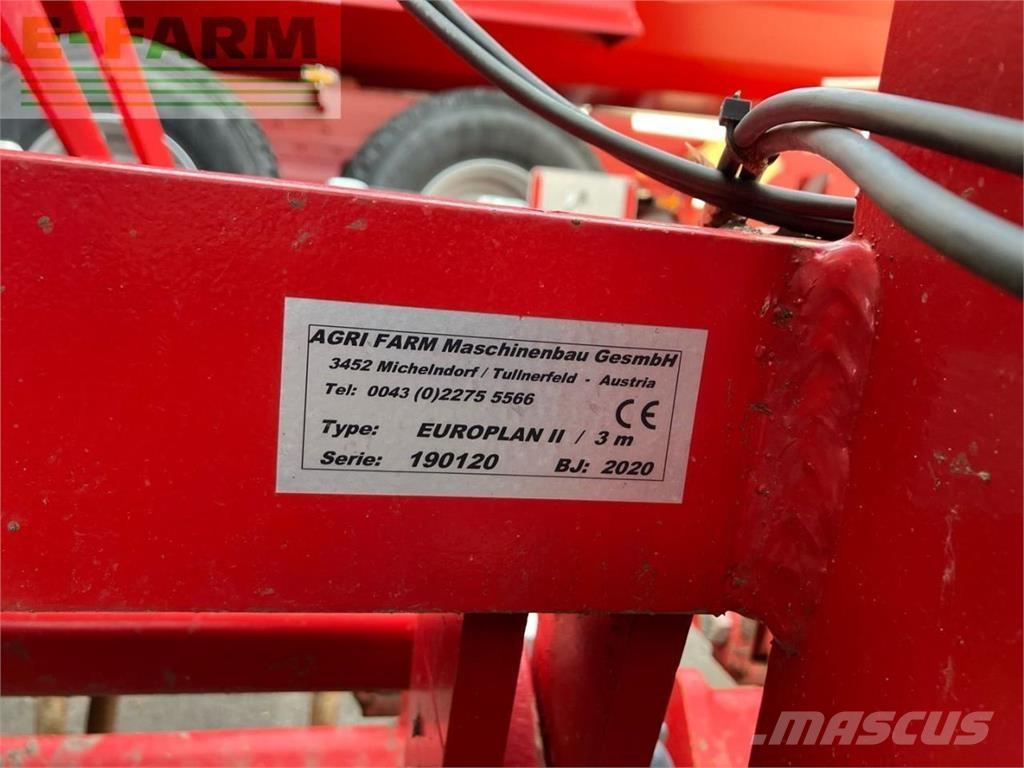 E-FARM
AGRI FARM Maschinenbau GesmbH
3452 Michelndorf / Tullnerfeld - Austria
Tel: 0043 (0)2275 5566
CE
Type: EUROPLAN II / 3 m
Serie: 190120 BJ: 2020
MASCUS